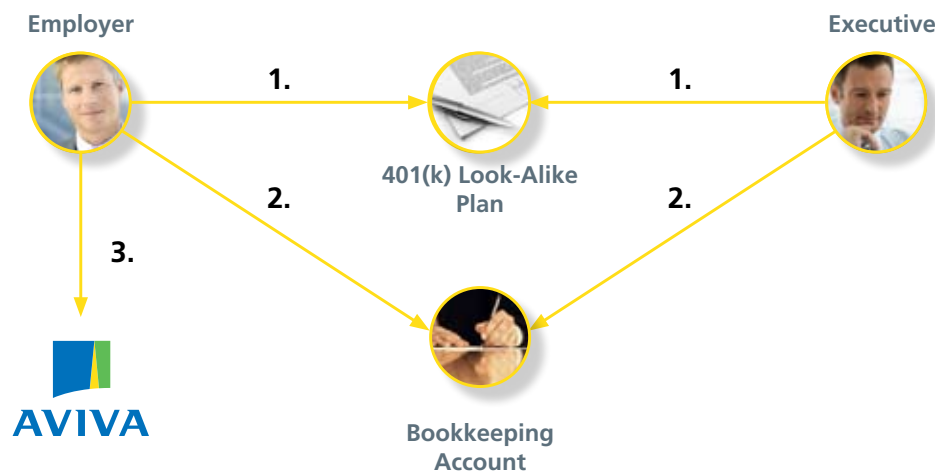 Employer
Executive
1.
1.
401(k) Look-Alike
Plan
2.
2.
3.
AVIVA
Bookkeeping
Account